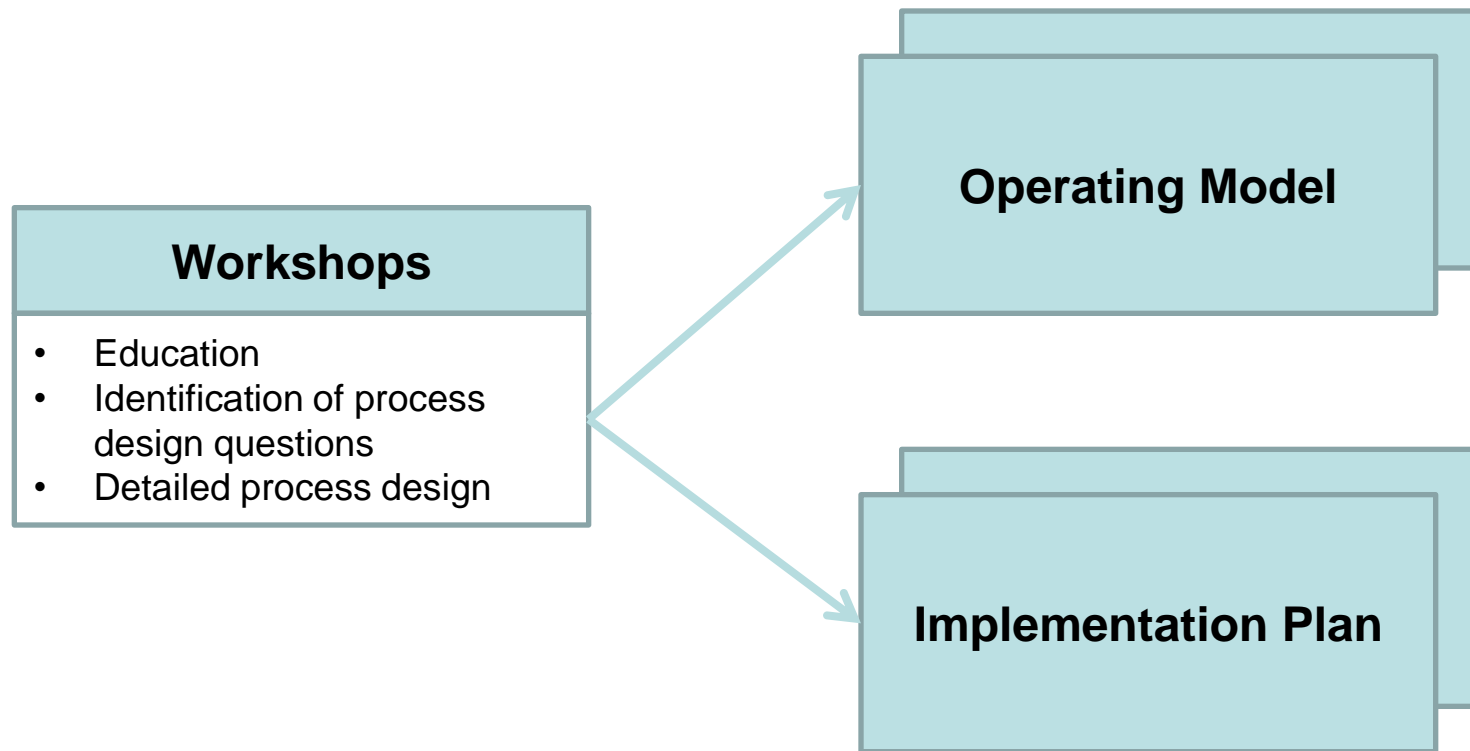 Operating Model
Workshops
• Education
• Identification of process
design questions
• Detailed process design
Implementation Plan